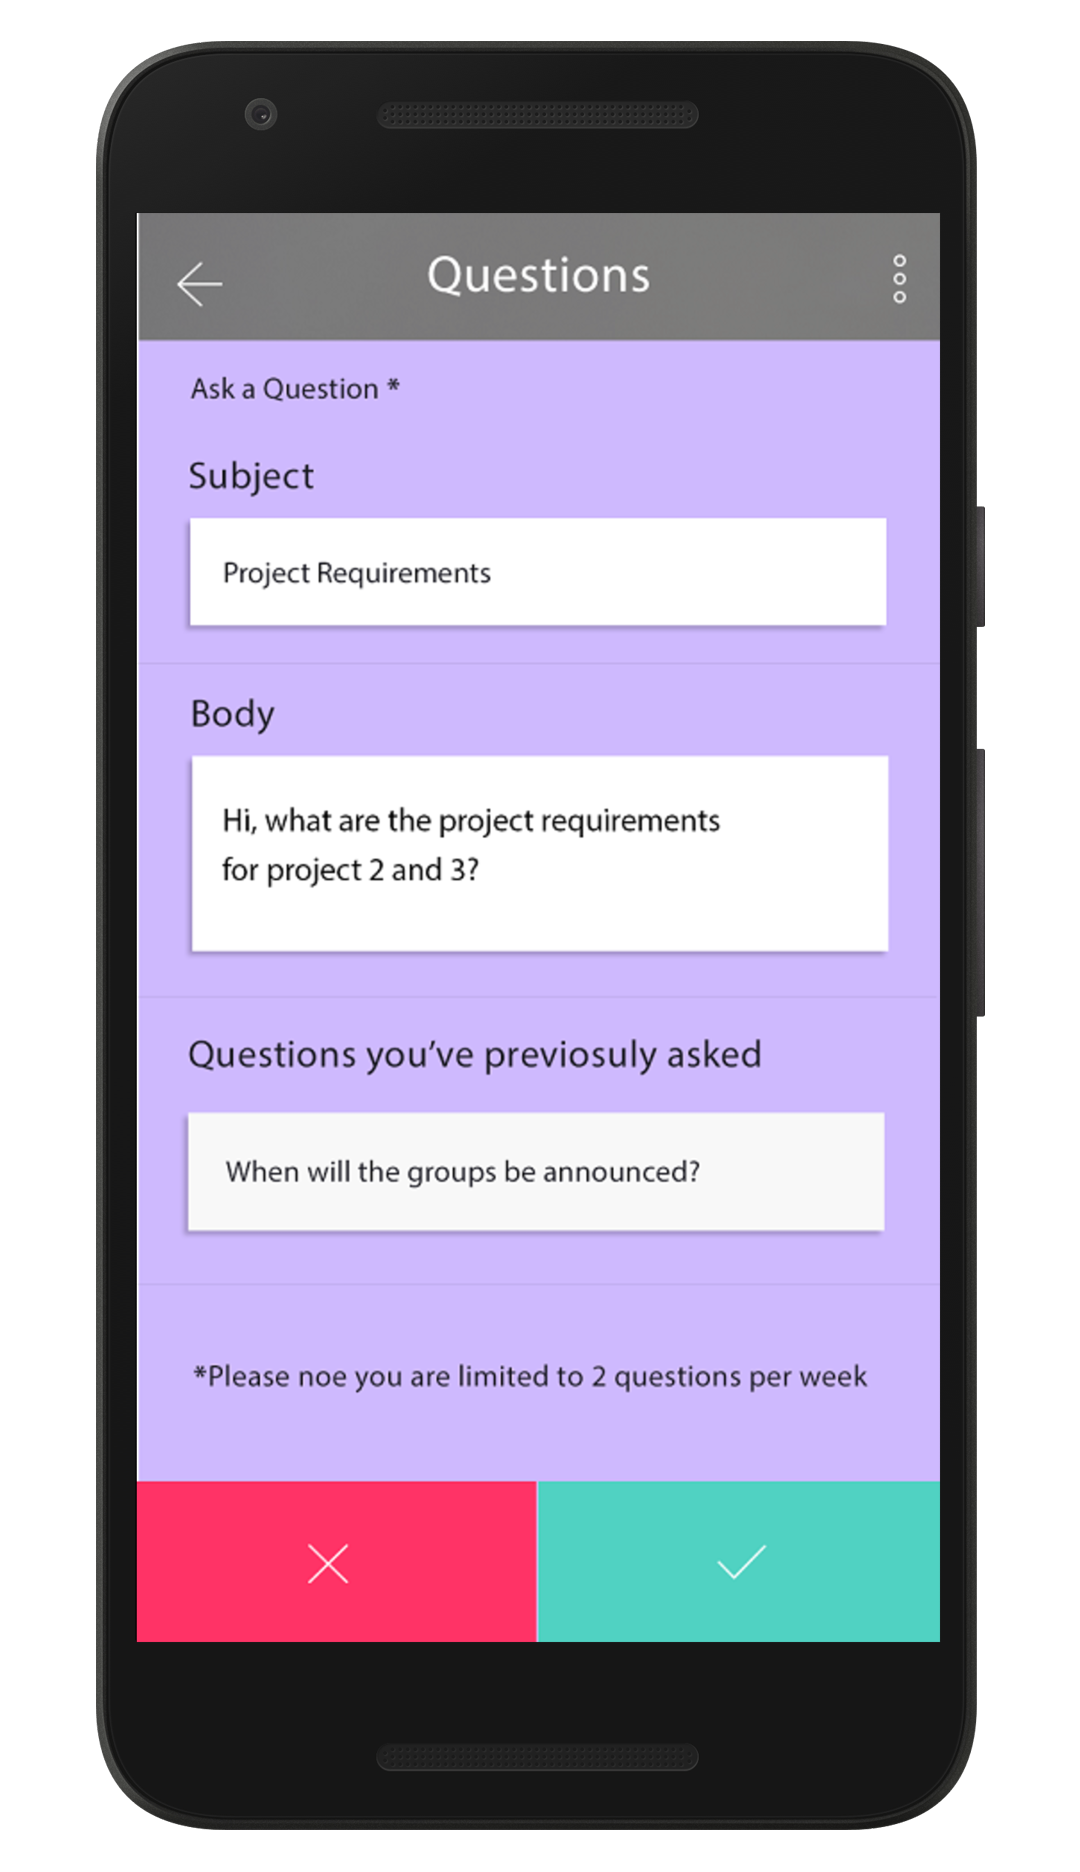 Questions
Ask a Question *
Subject
Project Requirements
Body
Hi, what are the project requirements
for project 2 and 3?
Questions you’ve previosuly asked
When will the groups be announced?
*Please noe you are limited to 2 questions per week